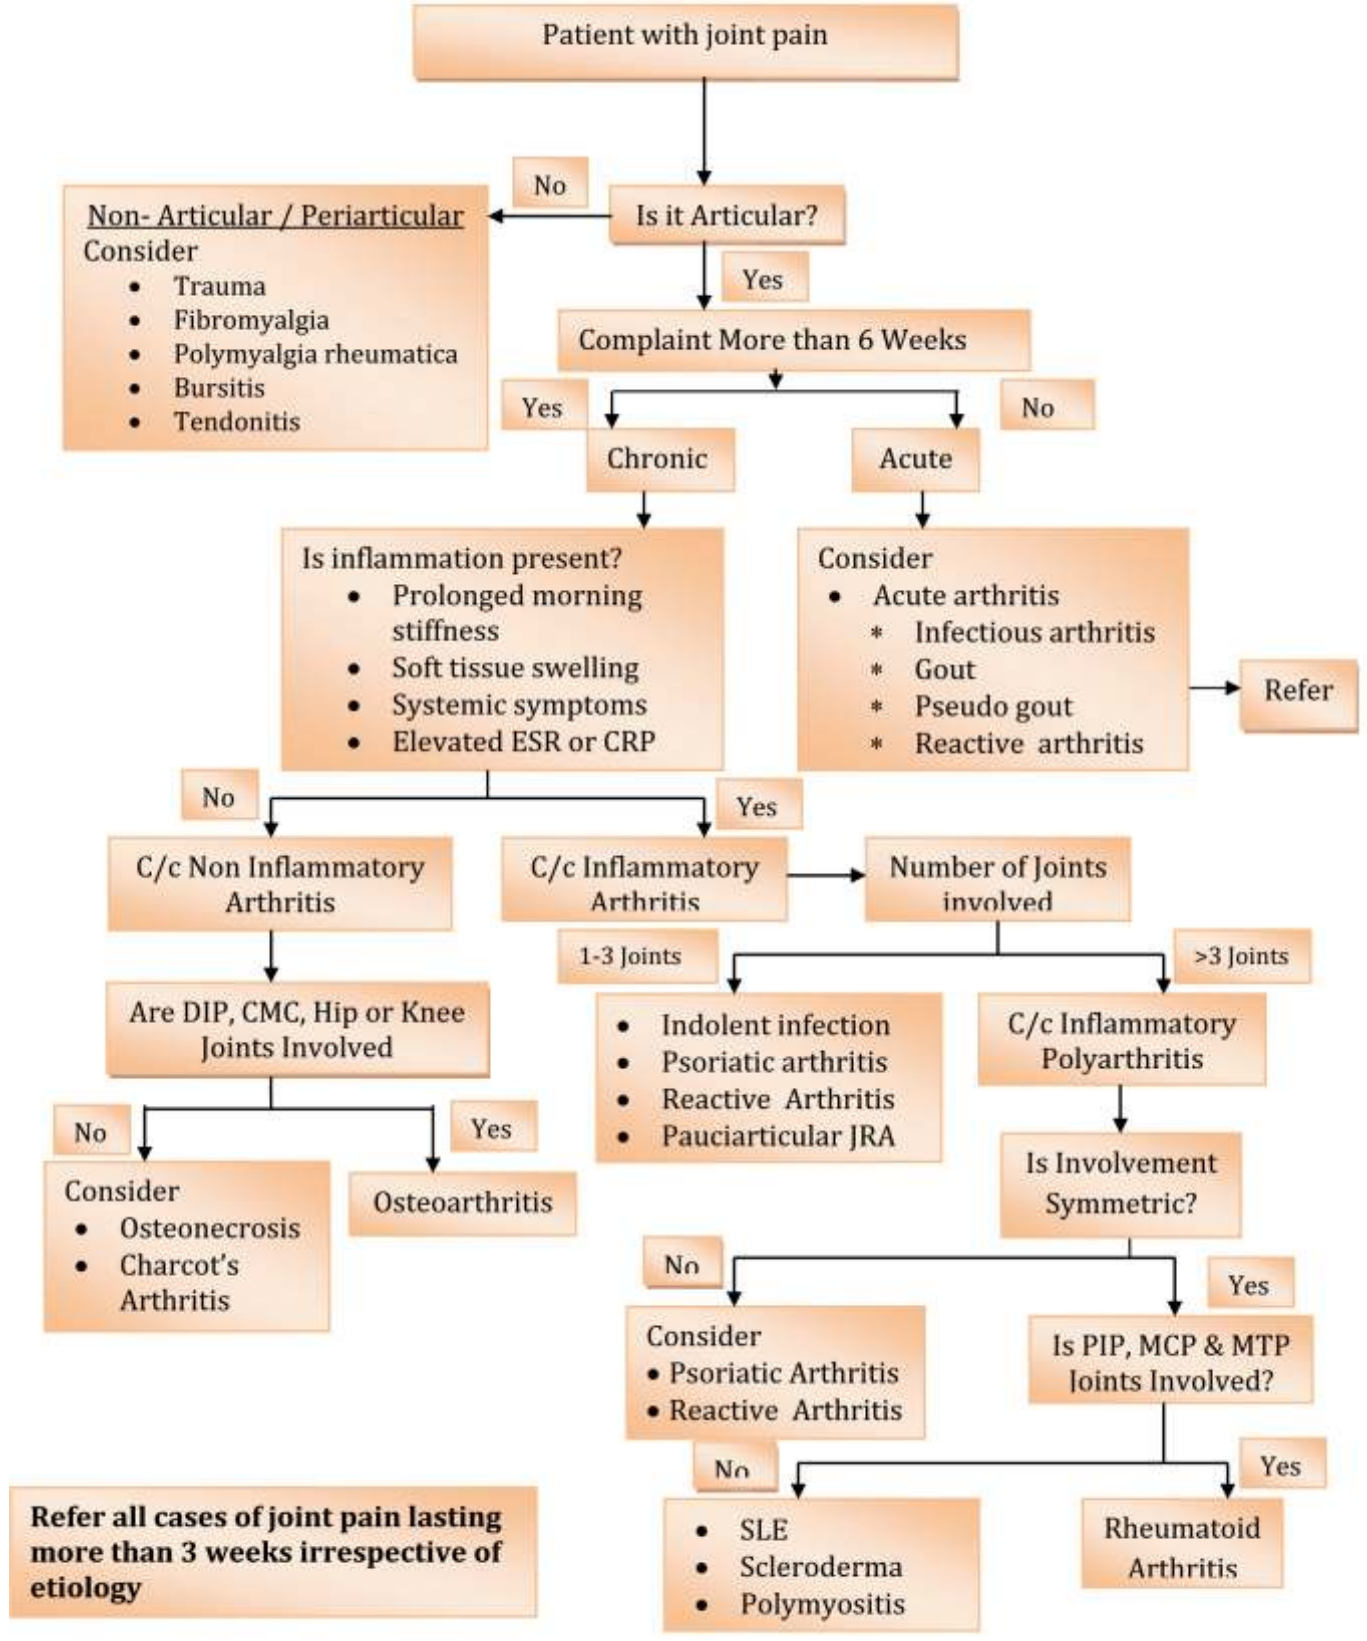 Patient with joint pain
No
Is it Articular?
Non- Articular / Periarticular
Consider
• Trauma
• Fibromyalgia
• Polymyalgia rheumatica
• Bursitis
• Tendonitis
Yes
Complaint More than 6 Weeks
Yes
No
Chronic
Acute
Is inflammation present?
• Prolonged morning
stiffness
• Soft tissue swelling
• Systemic symptoms
• Elevated ESR or CRP
Consider
• Acute arthritis
* Infectious arthritis
* Gout
* Pseudo gout
* Reactive arthritis
Refer
No
Yes
C/c Non Inflammatory
Arthritis
C/c Inflammatory
Arthritis
Number of Joints
involved
1-3 Joints
>3 Joints
Are DIP, CMC, Hip or Knee
Joints Involved
• Indolent infection
• Psoriatic arthritis
• Reactive Arthritis
• Pauciarticular JRA
C/c Inflammatory
Polyarthritis
No
Yes
Consider
• Osteonecrosis
• Charcot's
Arthritis
Osteoarthritis
Is Involvement
Symmetric?
No
Yes
Consider
• Psoriatic Arthritis
• Reactive Arthritis
Is PIP, MCP & MTP
Joints Involved?
No
Yes
• SLE
• Scleroderma
• Polymyositis
Rheumatoid
Arthritis
Refer all cases of joint pain lasting
more than 3 weeks irrespective of
etiology